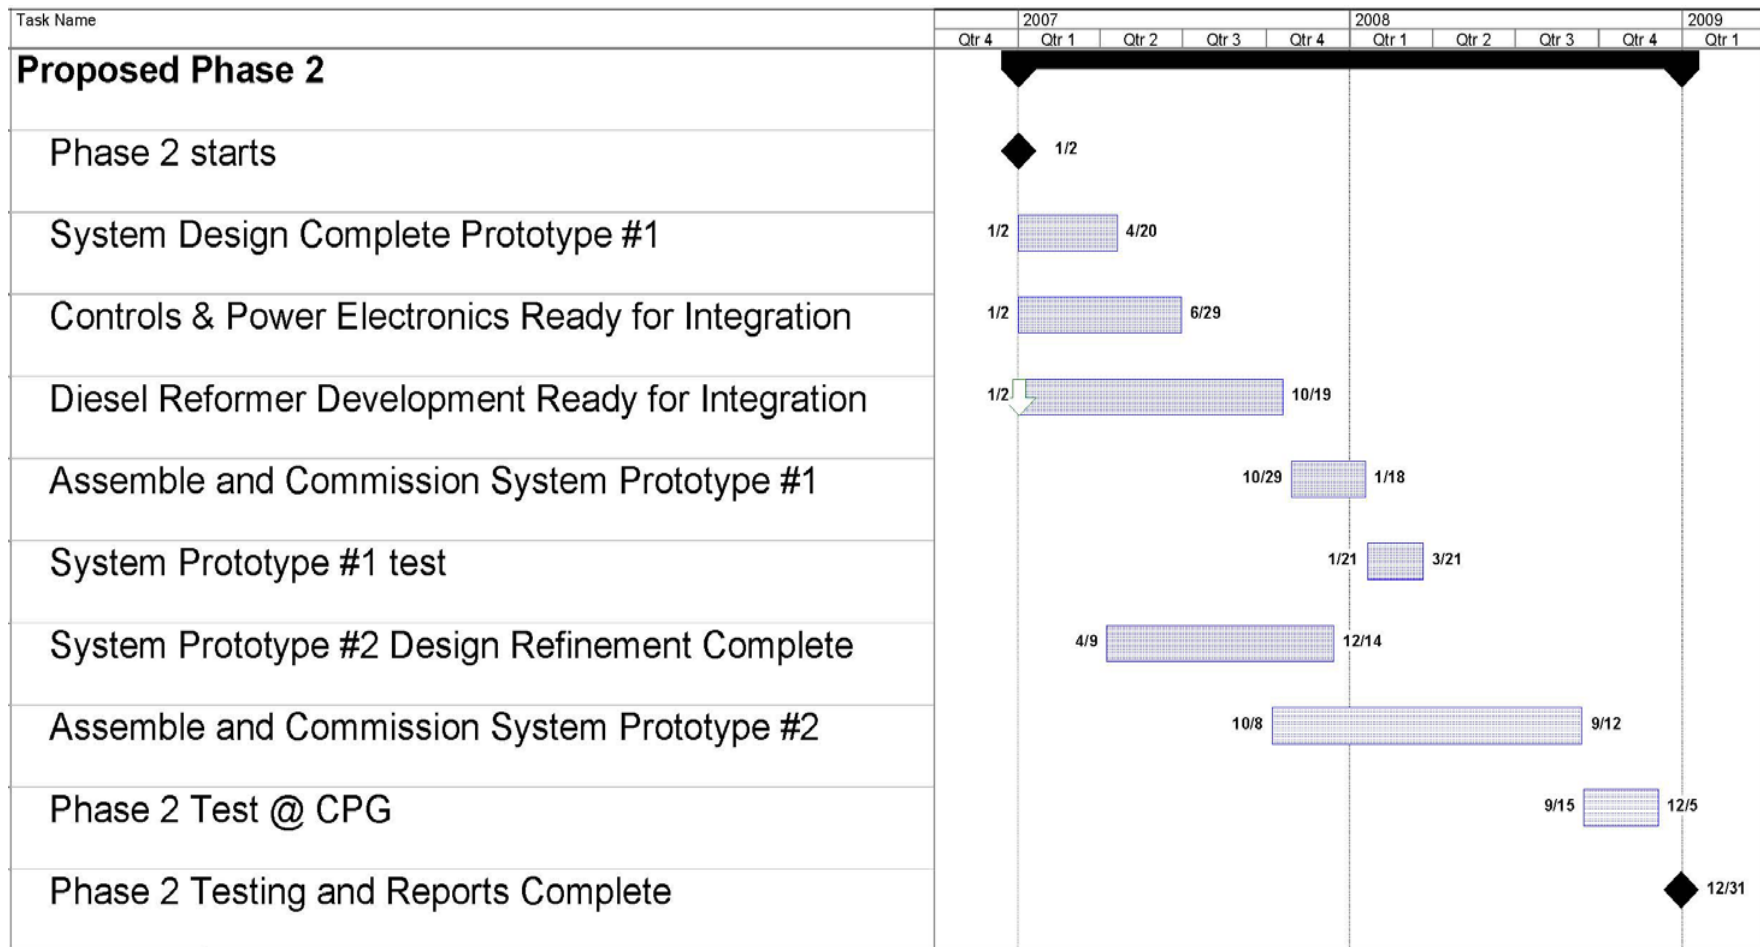 Task Name
2007 2008 2009
Qtr 4 Qtr 1 Qtr 2 Qtr 3 Qtr 4 Qtr 1 Qtr 2 Qtr 3 Qtr 4 Qtr 1
Proposed Phase 2
Phase 2 starts 1/2
System Design Complete Prototype #1 1/2 4/20
Controls & Power Electronics Ready for Integration 1/2 6/29
Diesel Reformer Development Ready for Integration 1/2 10/19
Assemble and Commission System Prototype #1 10/29 1/18
System Prototype #1 test 1/21 3/21
System Prototype #2 Design Refinement Complete 4/9 12/14
Assemble and Commission System Prototype #2 10/8 9/12
Phase 2 Test @ CPG 9/15 12/5
Phase 2 Testing and Reports Complete 12/31